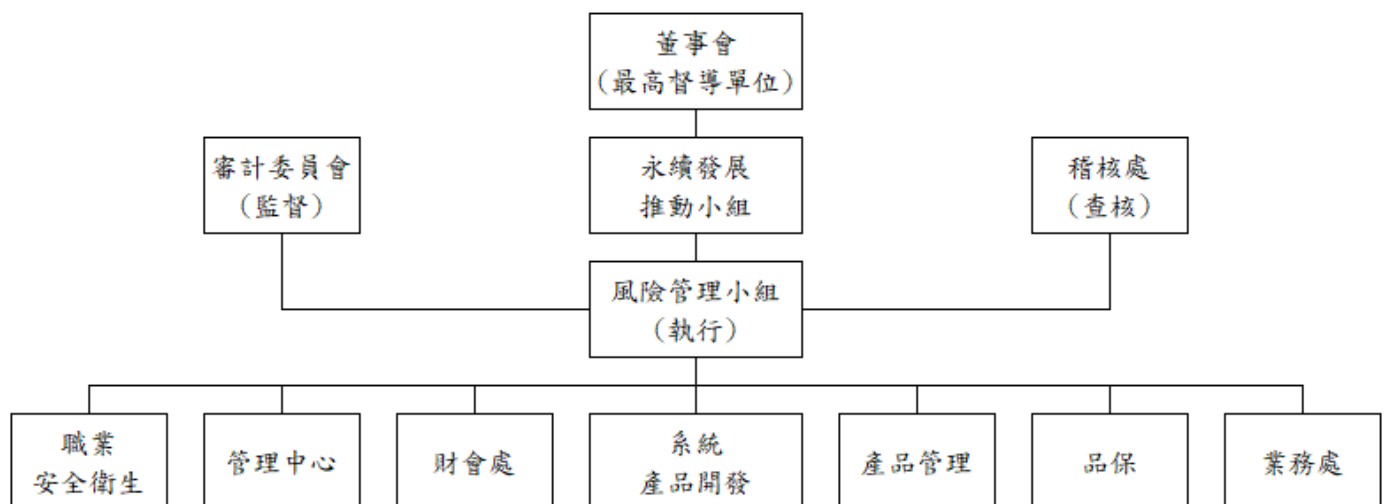 董事會
（最高督導單位）
審計委員會
（監督）
永續發展
推動小組
稽核處
（查核）
風險管理小組
（執行）
職業
安全衛生
管理中心
財會處
系統
產品開發
產品管理
品保
業務處